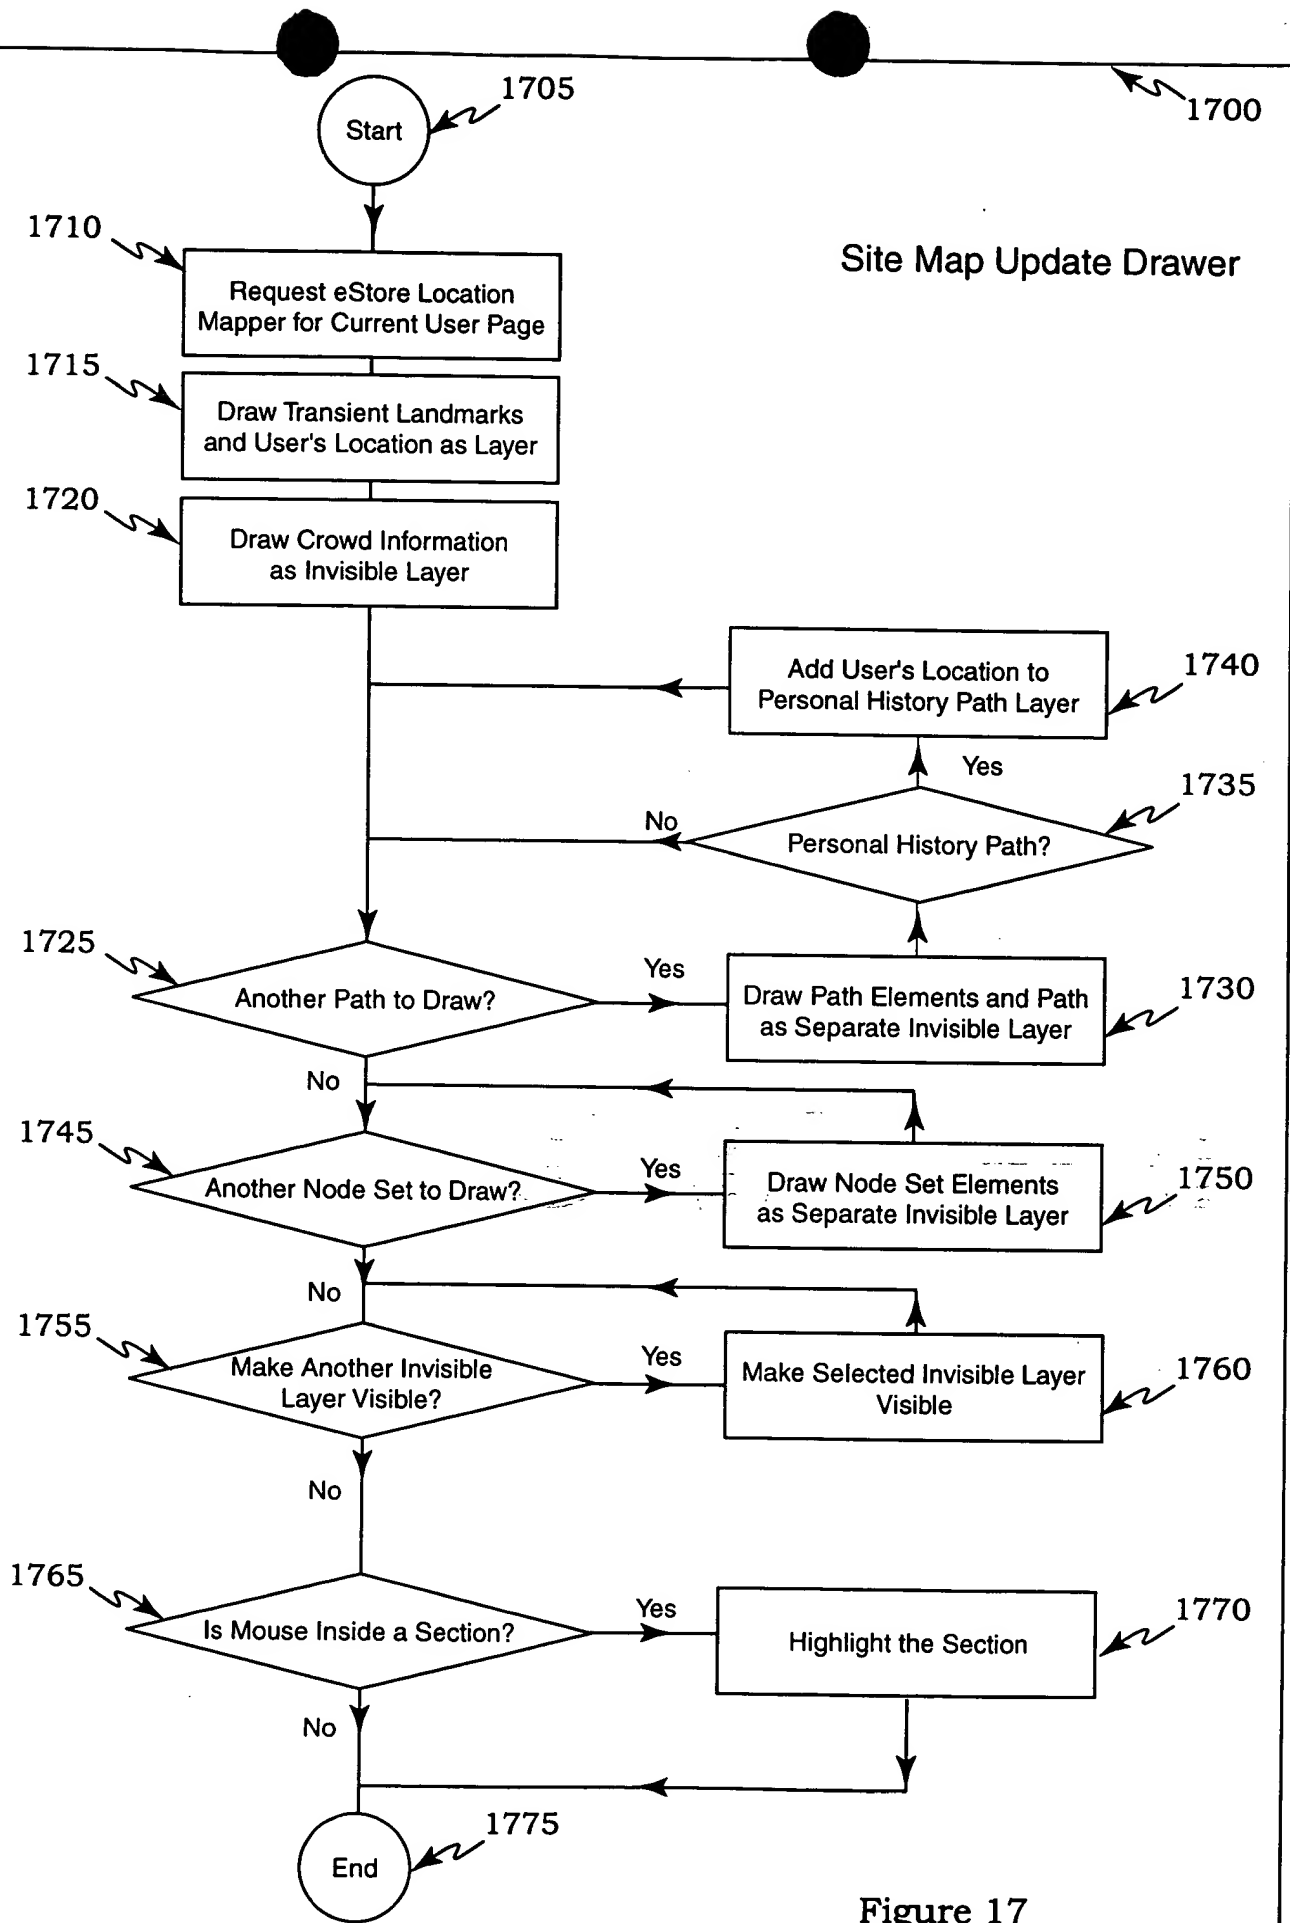 1705
1700
Start
1710
Site Map Update Drawer
Request eStore Location
Mapper for Current User Page
1715
Draw Transient Landmarks
and User's Location as Layer
1720
Draw Crowd Information
as Invisible Layer
Add User's Location to
Personal History Path Layer
1740
Yes
1735
No
Personal History Path?
1725
Another Path to Draw?
Yes
Draw Path Elements and Path
as Separate Invisible Layer
1730
No
1745
Another Node Set to Draw?
Yes
Draw Node Set Elements
as Separate Invisible Layer
1750
No
1755
Make Another Invisible
Layer Visible?
Yes
Make Selected Invisible Layer
Visible
1760
No
1765
Is Mouse Inside a Section?
Yes
Highlight the Section
1770
No
1775
End
Figure 17